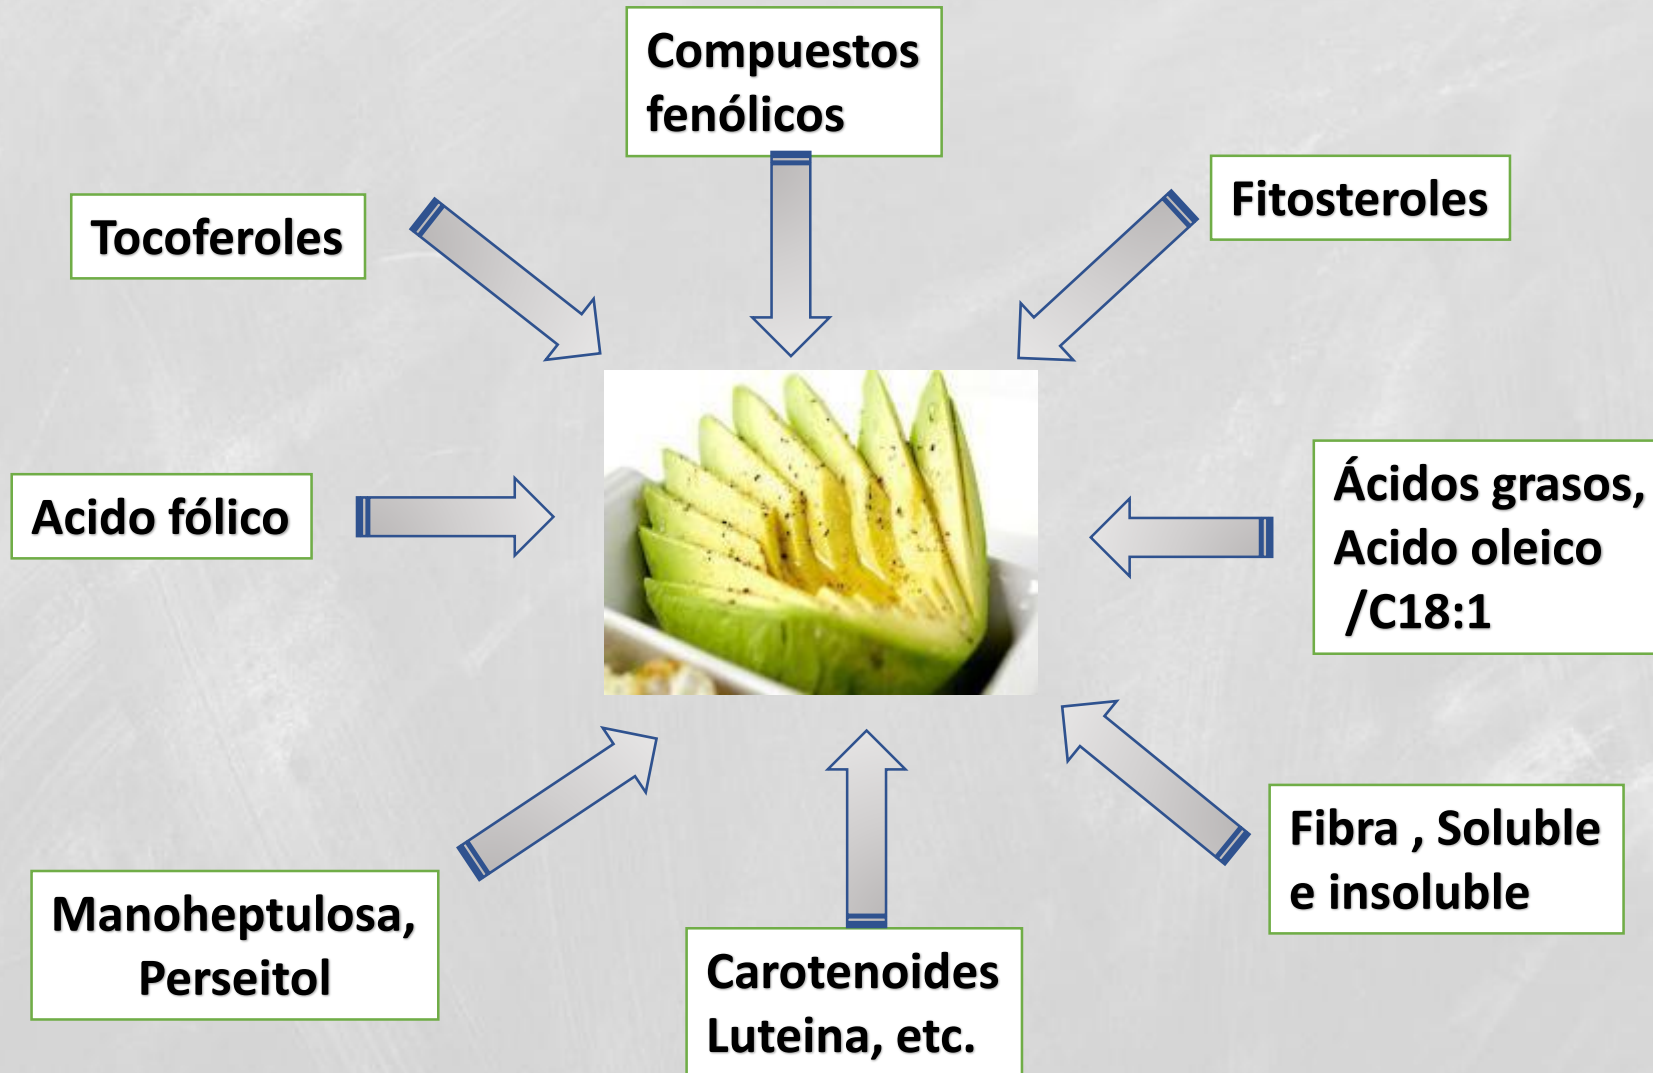 Compuestos
fenólicos
Fitosteroles
Tocoferoles
Ácidos grasos,
Acido oleico
/C18:1
Acido fólico
Fibra , Soluble
e insoluble
Manoheptulosa,
Perseitol
Carotenoides
Luteina, etc.